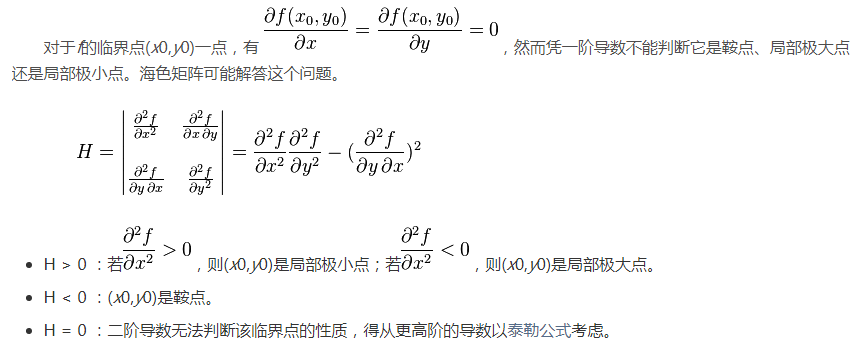 对于f的临界点(x0,y0)一点，有 ∂f(x₀, y₀)/∂x = ∂f(x₀, y₀)/∂y = 0 ，然而凭一阶导数不能判断它是鞍点、局部极大点
还是局部极小点。海色矩阵可能解答这个问题。
H = | ∂²f/∂x² ∂²f/∂x∂y ; ∂²f/∂y∂x ∂²f/∂y² | = ∂²f/∂x² ∂²f/∂y² − (∂²f/∂y∂x)²
• H > 0 ：若 ∂²f/∂x² > 0 ，则(x0,y0)是局部极小点；若 ∂²f/∂x² < 0 ，则(x0,y0)是局部极大点。
• H < 0 ：(x0,y0)是鞍点。
• H = 0 ：二阶导数无法判断该临界点的性质，得从更高阶的导数以泰勒公式考虑。